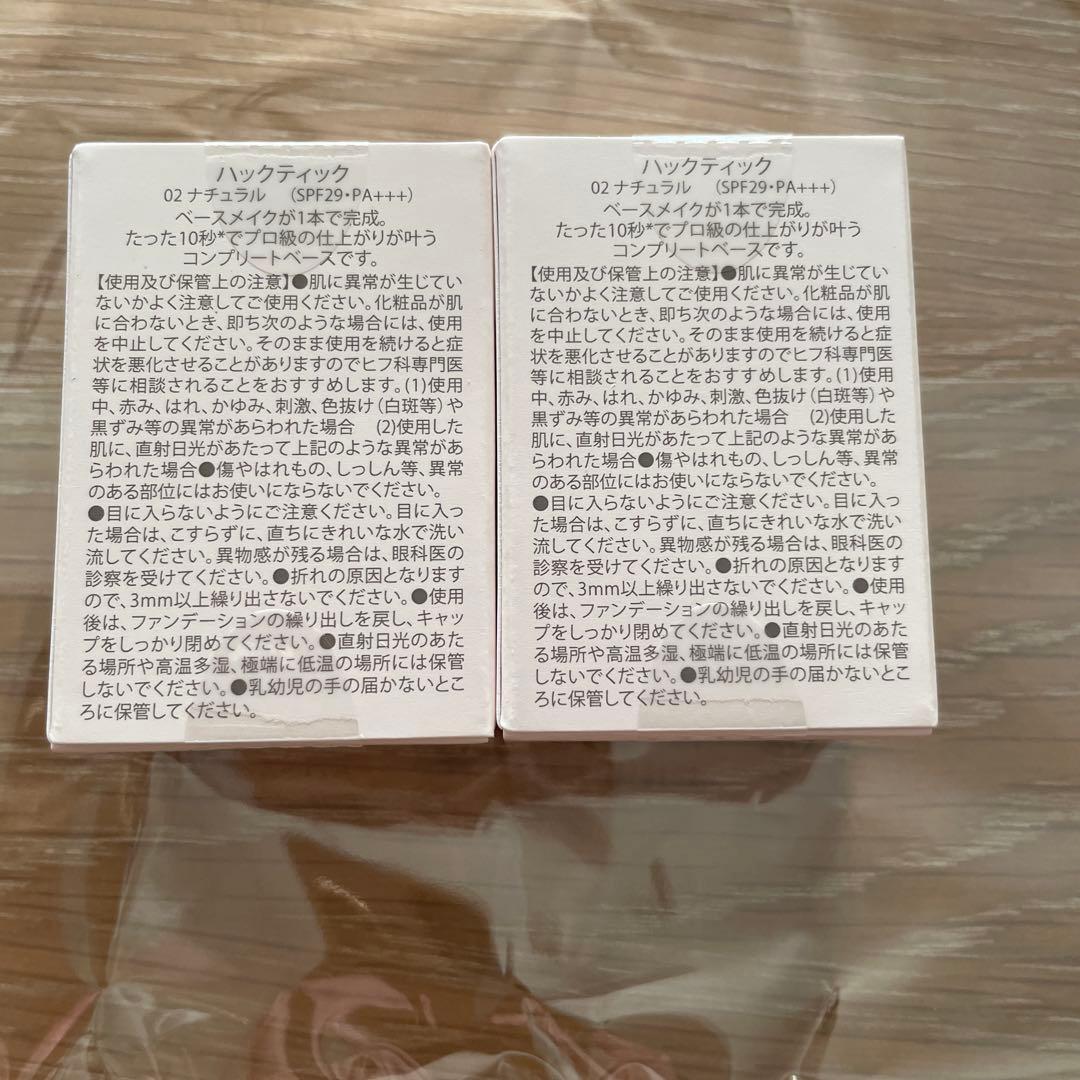 ハックティック
02 ナチュラル （SPF29・PA+++）
ベースメイクが1本で完成。
たった10秒*でプロ級の仕上がりが叶う
コンプリートベースです。
【使用及び保管上の注意】●肌に異常が生じてい
ないかよく注意してご使用ください。化粧品が肌
に合わないとき、即ち次のような場合には、使用
を中止してください。そのまま使用を続けると症
状を悪化させることがありますのでヒフ科専門医
等に相談されることをおすすめします。(1)使用
中、赤み、はれ、かゆみ、刺激、色抜け（白斑等）や
黒ずみ等の異常があらわれた場合 (2)使用した
肌に、直射日光があたって上記のような異常があ
らわれた場合●傷やはれもの、しっしん等、異常
のある部位にはお使いにならないでください。
●目に入らないようにご注意ください。目に入っ
た場合は、こすらずに、直ちにきれいな水で洗い
流してください。異物感が残る場合は、眼科医の
診察を受けてください。●折れの原因となります
ので、3mm以上繰り出さないでください。●使用
後は、ファンデーションの繰り出しを戻し、キャッ
プをしっかり閉めてください。●直射日光のあた
る場所や高温多湿、極端に低温の場所には保管
しないでください。●乳幼児の手の届かないとこ
ろに保管してください。
ハックティック
02 ナチュラル （SPF29・PA+++）
ベースメイクが1本で完成。
たった10秒*でプロ級の仕上がりが叶う
コンプリートベースです。
【使用及び保管上の注意】●肌に異常が生じてい
ないかよく注意してご使用ください。化粧品が肌
に合わないとき、即ち次のような場合には、使用
を中止してください。そのまま使用を続けると症
状を悪化させることがありますのでヒフ科専門医
等に相談されることをおすすめします。(1)使用
中、赤み、はれ、かゆみ、刺激、色抜け（白斑等）や
黒ずみ等の異常があらわれた場合 (2)使用した
肌に、直射日光があたって上記のような異常があ
らわれた場合●傷やはれもの、しっしん等、異常
のある部位にはお使いにならないでください。
●目に入らないようにご注意ください。目に入っ
た場合は、こすらずに、直ちにきれいな水で洗い
流してください。異物感が残る場合は、眼科医の
診察を受けてください。●折れの原因となります
ので、3mm以上繰り出さないでください。●使用
後は、ファンデーションの繰り出しを戻し、キャッ
プをしっかり閉めてください。●直射日光のあた
る場所や高温多湿、極端に低温の場所には保管
しないでください。●乳幼児の手の届かないとこ
ろに保管してください。